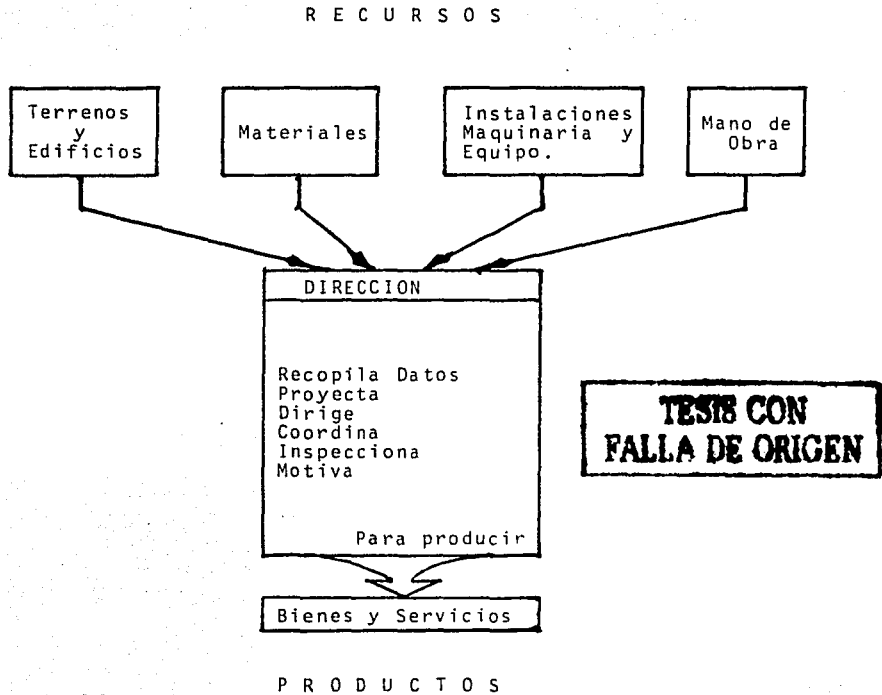 R E C U R S O S
Terrenos
y
Edificios
Materiales
Instalaciones
Maquinaria y
Equipo.
Mano de
Obra
DIRECCION
Recopila Datos
Proyecta
Dirige
Coordina
Inspecciona
Motiva
Para producir
TESIS CON
FALLA DE ORIGEN
Bienes y Servicios
P R O D U C T O S